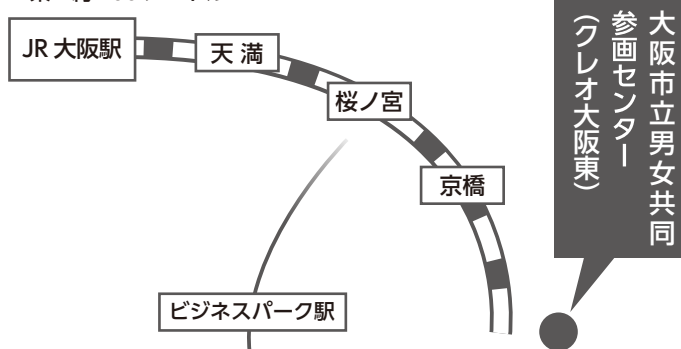 JR 大阪駅
天 満
桜ノ宮
京橋
ビジネスパーク駅
大阪市立男女共同
参画センター
（クレオ大阪東）